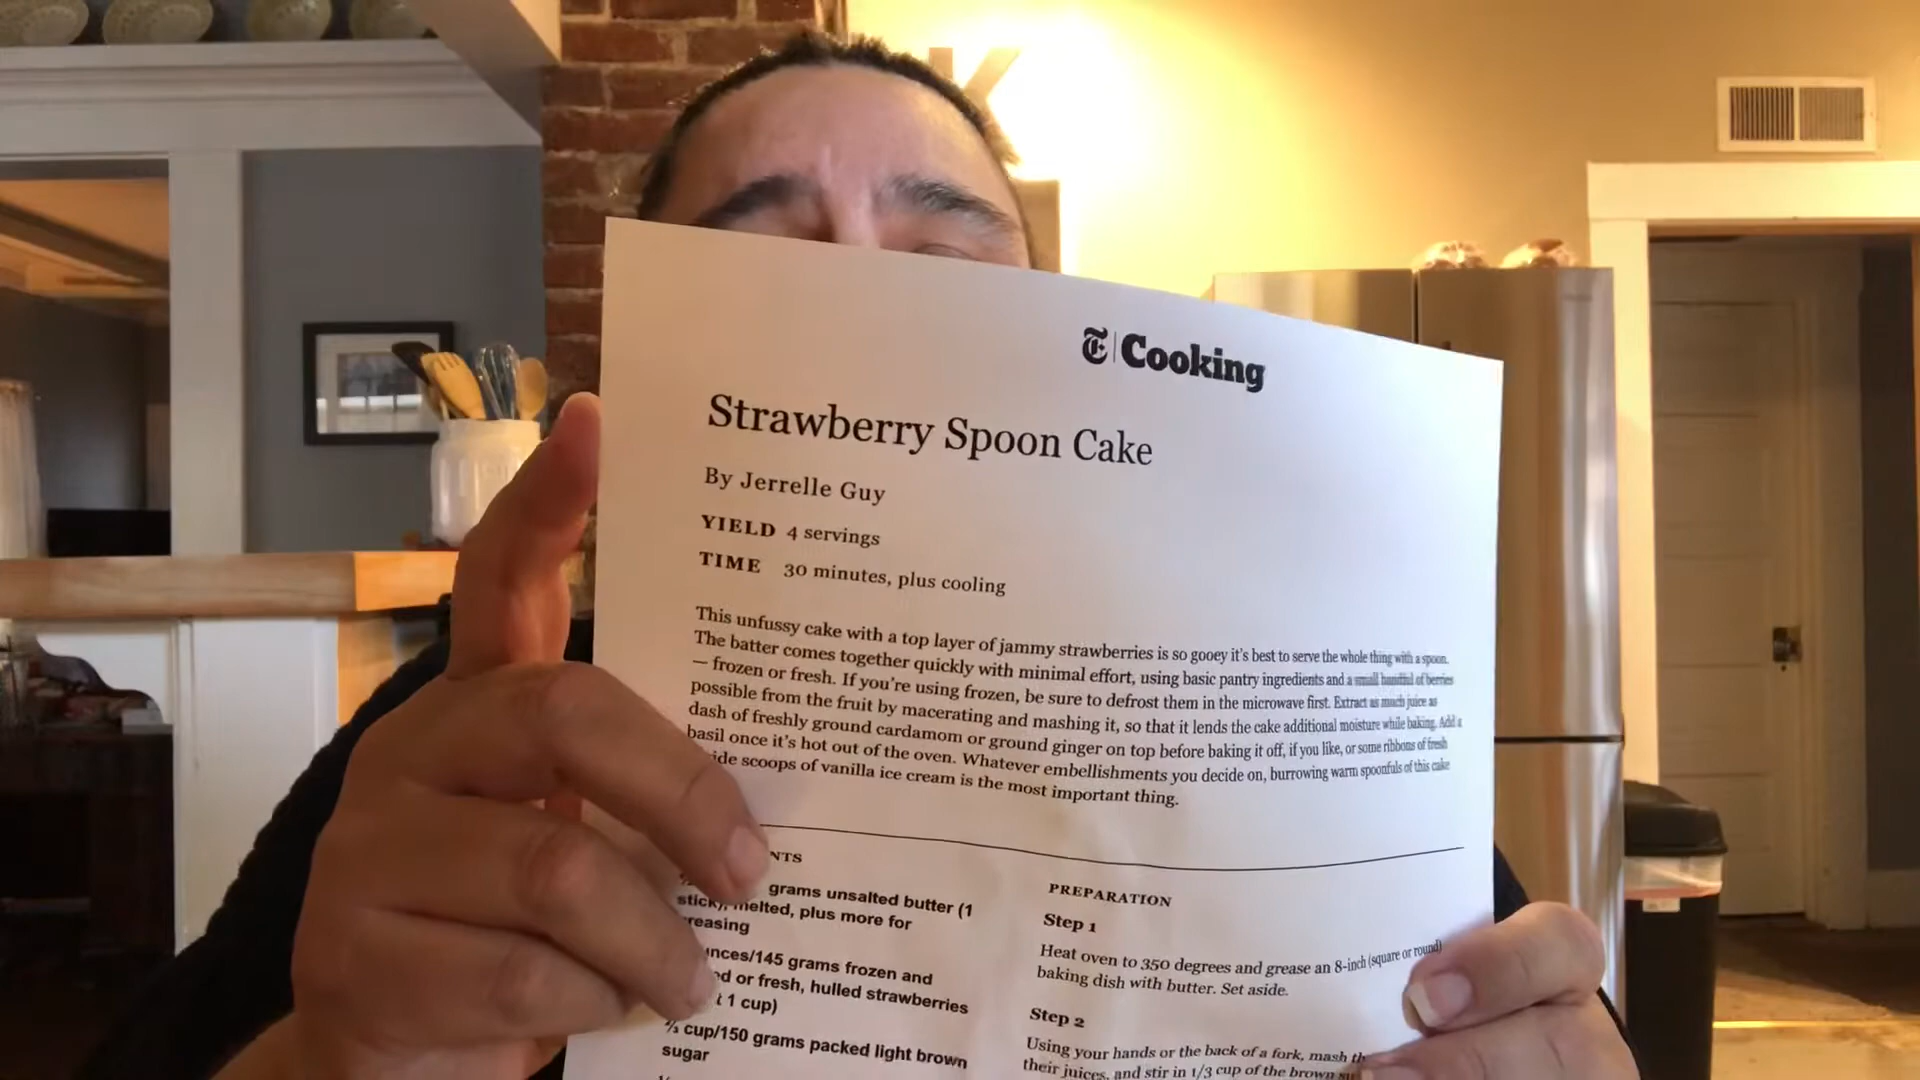 T | Cooking
Strawberry Spoon Cake
By Jerrelle Guy
YIELD 4 servings
TIME 30 minutes, plus cooling
This unfussy cake with a top layer of jammy strawberries is so gooey it's best to serve the whole thing with a spoon.
The batter comes together quickly with minimal effort, using basic pantry ingredients and a small handful of berries
— frozen or fresh. If you're using frozen, be sure to defrost them in the microwave first. Extract as much juice as
possible from the fruit by macerating and mashing it, so that it lends the cake additional moisture while baking. Add a
dash of freshly ground cardamom or ground ginger on top before baking it off, if you like, or some ribbons of fresh
basil once it's hot out of the oven. Whatever embellishments you decide on, burrowing warm spoonfuls of this cake
ide scoops of vanilla ice cream is the most important thing.
NTS
grams unsalted butter (1
stick), melted, plus more for
reasing
nces/145 grams frozen and
d or fresh, hulled strawberries
t 1 cup)
⅔ cup/150 grams packed light brown
sugar
PREPARATION
Step 1
Heat oven to 350 degrees and grease an 8-inch (square or round)
baking dish with butter. Set aside.
Step 2
Using your hands or the back of a fork, mash th
their juices, and stir in 1/3 cup of the brown su